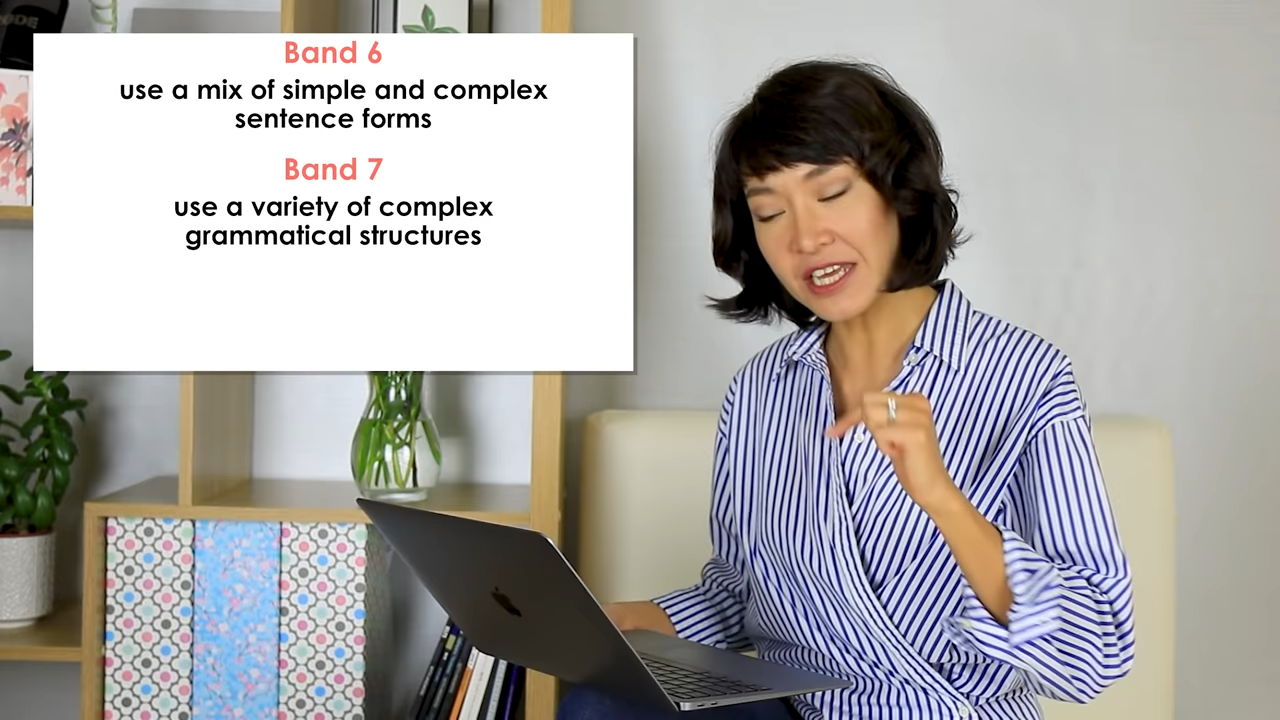 Band 6
use a mix of simple and complex
sentence forms
Band 7
use a variety of complex
grammatical structures